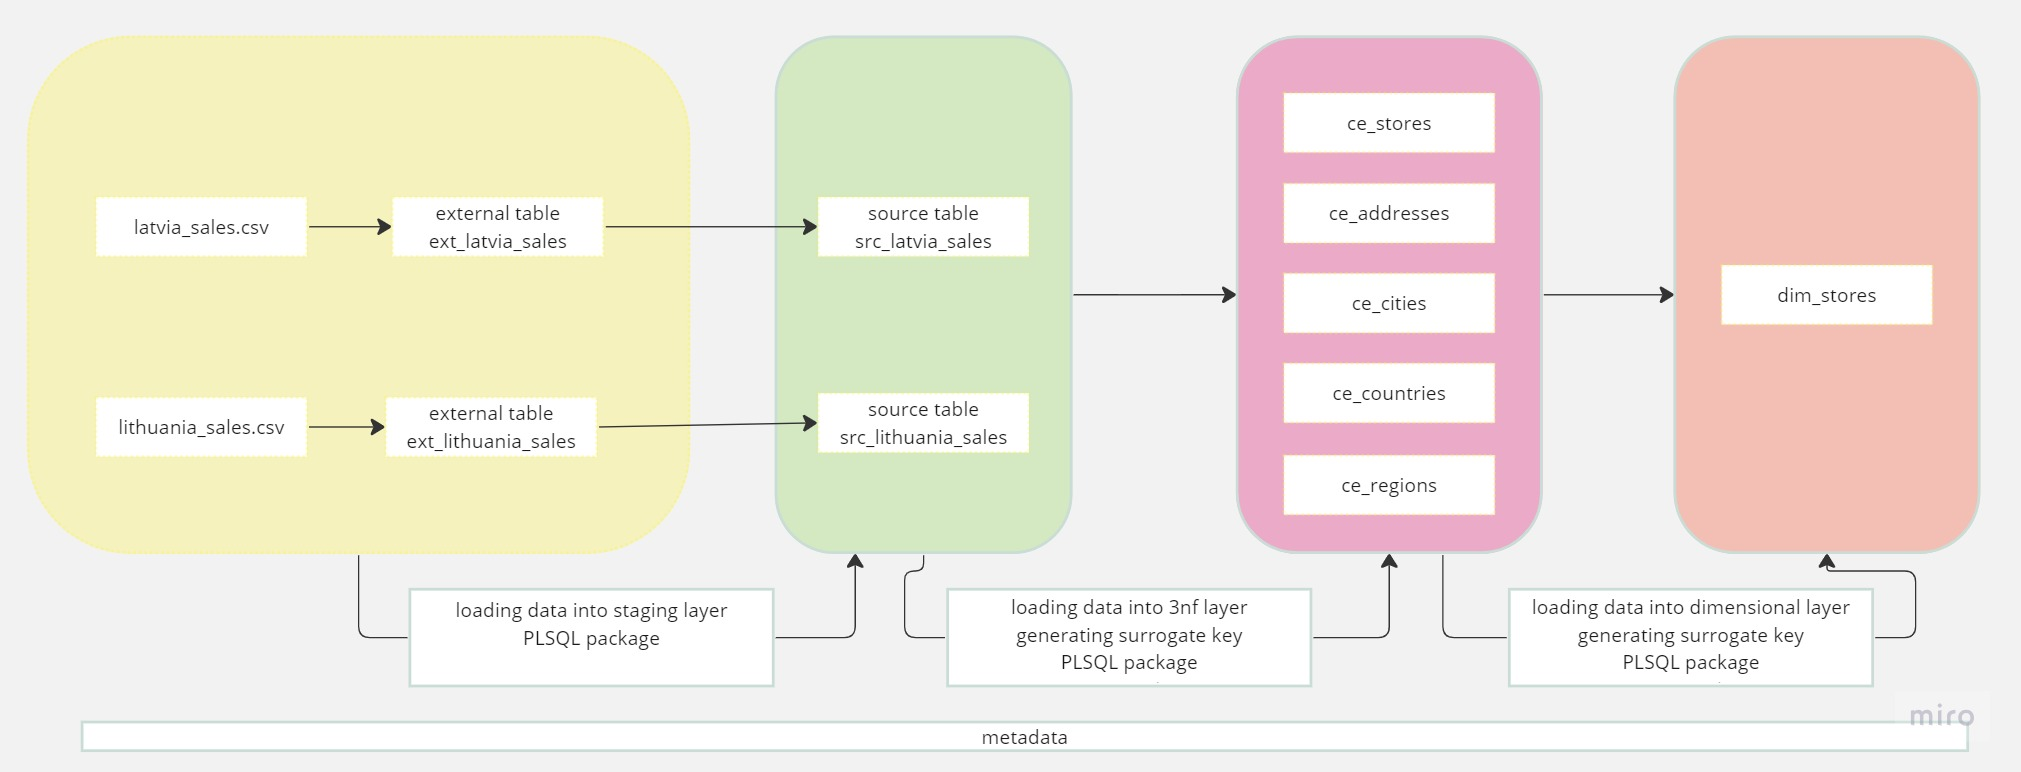 latvia_sales.csv
external table
ext_latvia_sales
lithuania_sales.csv
external table
ext_lithuania_sales
source table
src_latvia_sales
source table
src_lithuania_sales
ce_stores
ce_addresses
ce_cities
ce_countries
ce_regions
dim_stores
loading data into staging layer
PLSQL package
loading data into 3nf layer
generating surrogate key
PLSQL package
loading data into dimensional layer
generating surrogate key
PLSQL package
metadata
miro